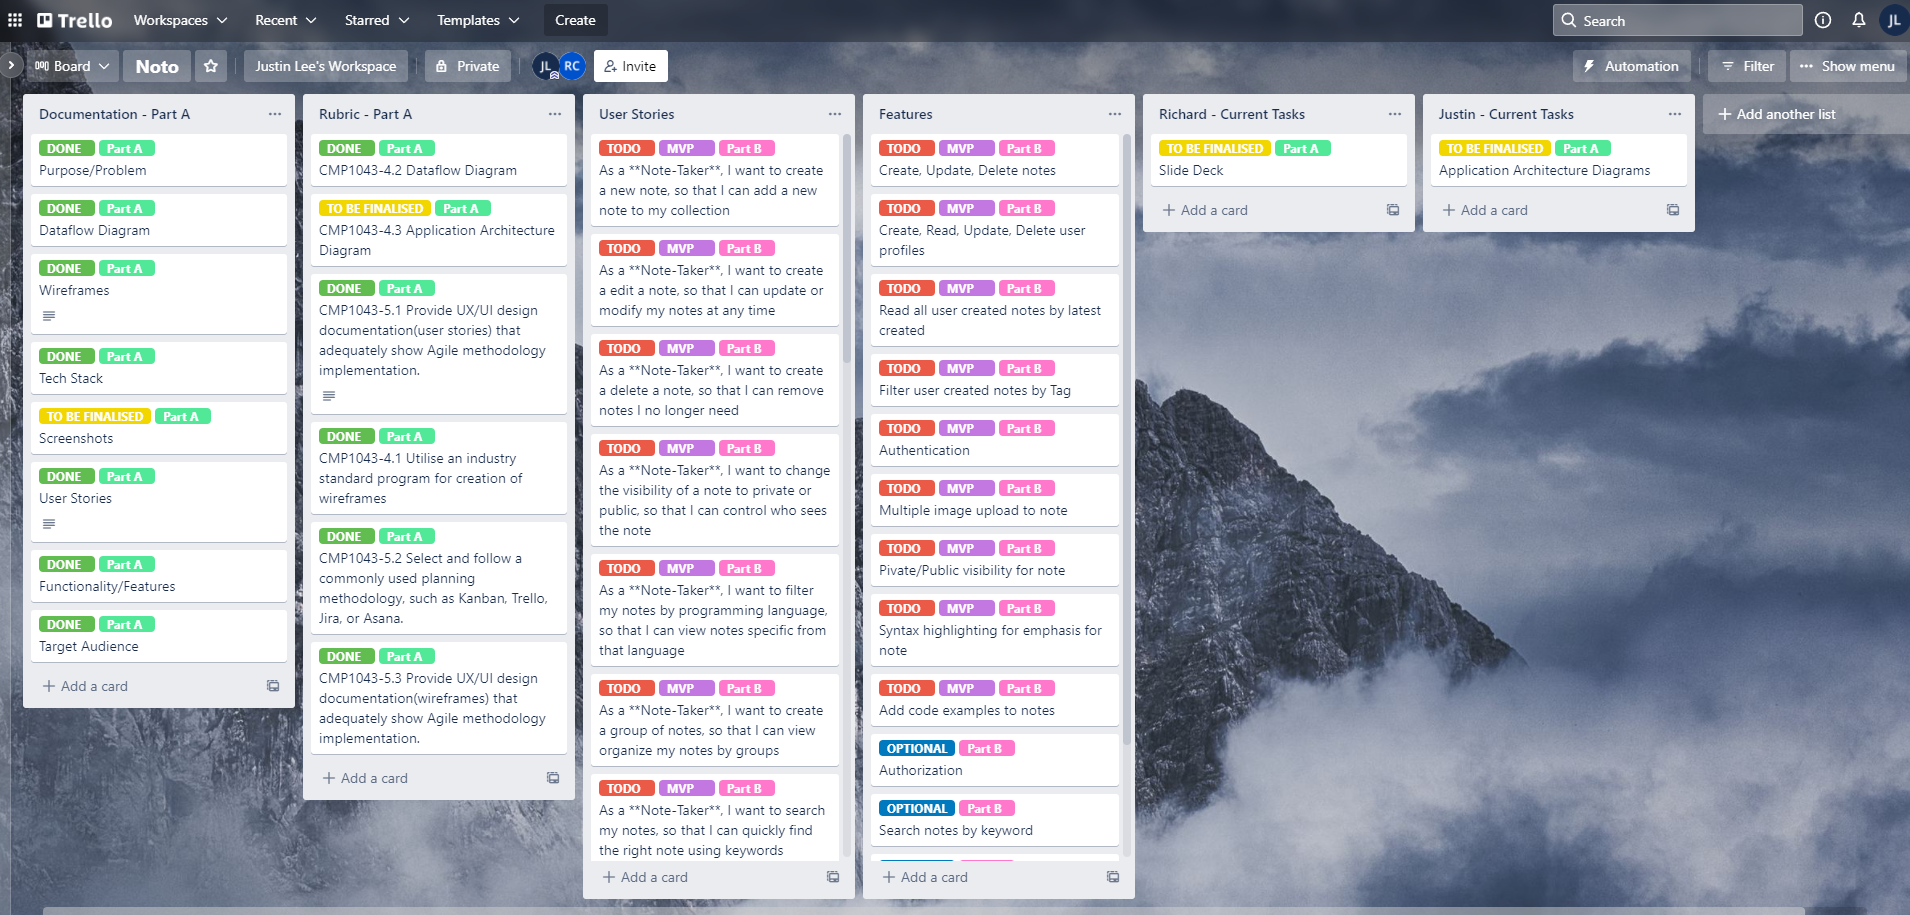 Trello
Workspaces
Recent
Starred
Templates
Create
Search
JL
Board
Noto
Justin Lee's Workspace
Private
JL
RC
Invite
Automation
Filter
Show menu
Documentation - Part A
DONE Part A
Purpose/Problem
DONE Part A
Dataflow Diagram
DONE Part A
Wireframes
DONE Part A
Tech Stack
TO BE FINALISED Part A
Screenshots
DONE Part A
User Stories
DONE Part A
Functionality/Features
DONE Part A
Target Audience
+ Add a card
Rubric - Part A
DONE Part A
CMP1043-4.2 Dataflow Diagram
TO BE FINALISED Part A
CMP1043-4.3 Application Architecture
Diagram
DONE Part A
CMP1043-5.1 Provide UX/UI design
documentation(user stories) that
adequately show Agile methodology
implementation.
DONE Part A
CMP1043-4.1 Utilise an industry
standard program for creation of
wireframes
DONE Part A
CMP1043-5.2 Select and follow a
commonly used planning
methodology, such as Kanban, Trello,
Jira, or Asana.
DONE Part A
CMP1043-5.3 Provide UX/UI design
documentation(wireframes) that
adequately show Agile methodology
implementation.
+ Add a card
User Stories
TODO MVP Part B
As a **Note-Taker**, I want to create
a new note, so that I can add a new
note to my collection
TODO MVP Part B
As a **Note-Taker**, I want to create
a edit a note, so that I can update or
modify my notes at any time
TODO MVP Part B
As a **Note-Taker**, I want to create
a delete a note, so that I can remove
notes I no longer need
TODO MVP Part B
As a **Note-Taker**, I want to change
the visibility of a note to private or
public, so that I can control who sees
the note
TODO MVP Part B
As a **Note-Taker**, I want to filter
my notes by programming language,
so that I can view notes specific from
that language
TODO MVP Part B
As a **Note-Taker**, I want to create
a group of notes, so that I can view
organize my notes by groups
TODO MVP Part B
As a **Note-Taker**, I want to search
my notes, so that I can quickly find
the right note using keywords
+ Add a card
Features
TODO MVP Part B
Create, Update, Delete notes
TODO MVP Part B
Create, Read, Update, Delete user
profiles
TODO MVP Part B
Read all user created notes by latest
created
TODO MVP Part B
Filter user created notes by Tag
TODO MVP Part B
Authentication
TODO MVP Part B
Multiple image upload to note
TODO MVP Part B
Pivate/Public visibility for note
TODO MVP Part B
Syntax highlighting for emphasis for
note
TODO MVP Part B
Add code examples to notes
OPTIONAL Part B
Authorization
OPTIONAL Part B
Search notes by keyword
+ Add a card
Richard - Current Tasks
TO BE FINALISED Part A
Slide Deck
+ Add a card
Justin - Current Tasks
TO BE FINALISED Part A
Application Architecture Diagrams
+ Add a card
+ Add another list